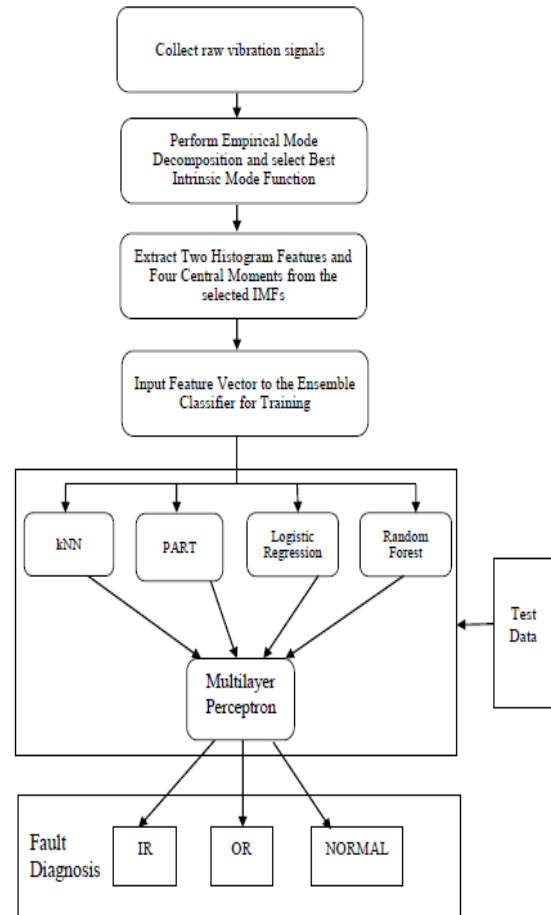 Collect raw vibration signals
Perform Empirical Mode
Decomposition and select Best
Intrinsic Mode Function
Extract Two Histogram Features and
Four Central Moments from the
selected IMFs
Input Feature Vector to the Ensemble
Classifier for Training
kNN
PART
Logistic
Regression
Random
Forest
Test
Data
Multilayer
Perceptron
Fault
Diagnosis
IR
OR
NORMAL